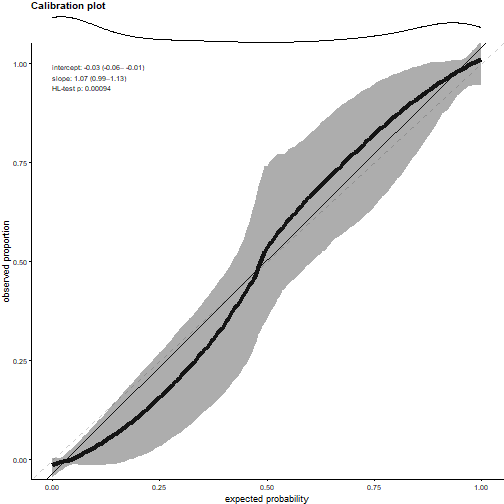 Calibration plot
intercept: -0.03 (-0.06- -0.01)
slope: 1.07 (0.99-1.13)
HL-test p: 0.00094
observed proportion
1.00
0.75
0.50
0.25
0.00
0.00 0.25 0.50 0.75 1.00
expected probability